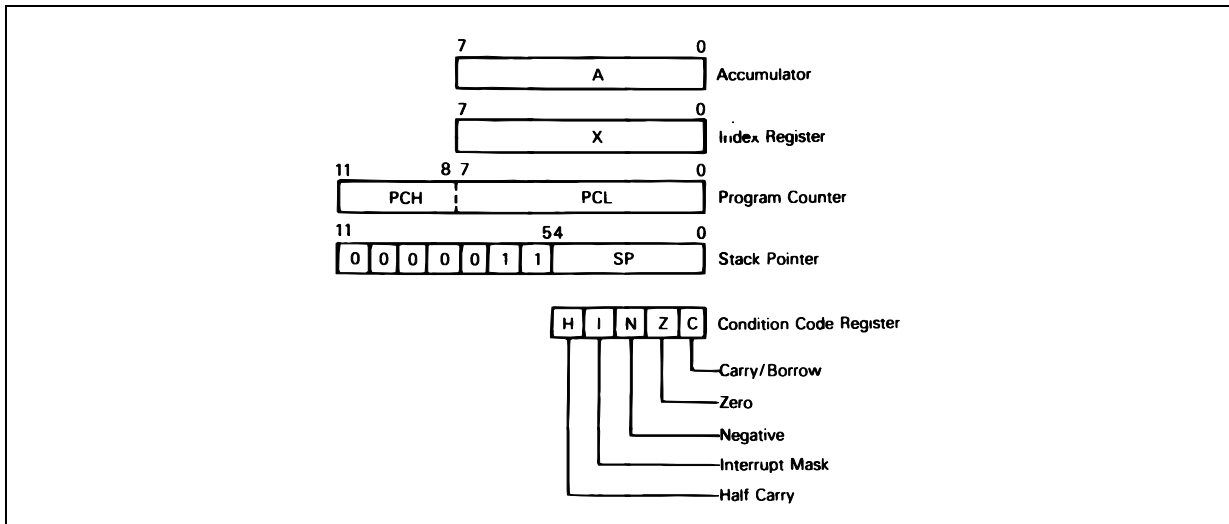 7 0
A Accumulator
7 0
X Index Register
11 8 7 0
PCH PCL Program Counter
11 54 0
0 0 0 0 0 1 1 SP Stack Pointer
H I N Z C Condition Code Register
Carry/Borrow
Zero
Negative
Interrupt Mask
Half Carry